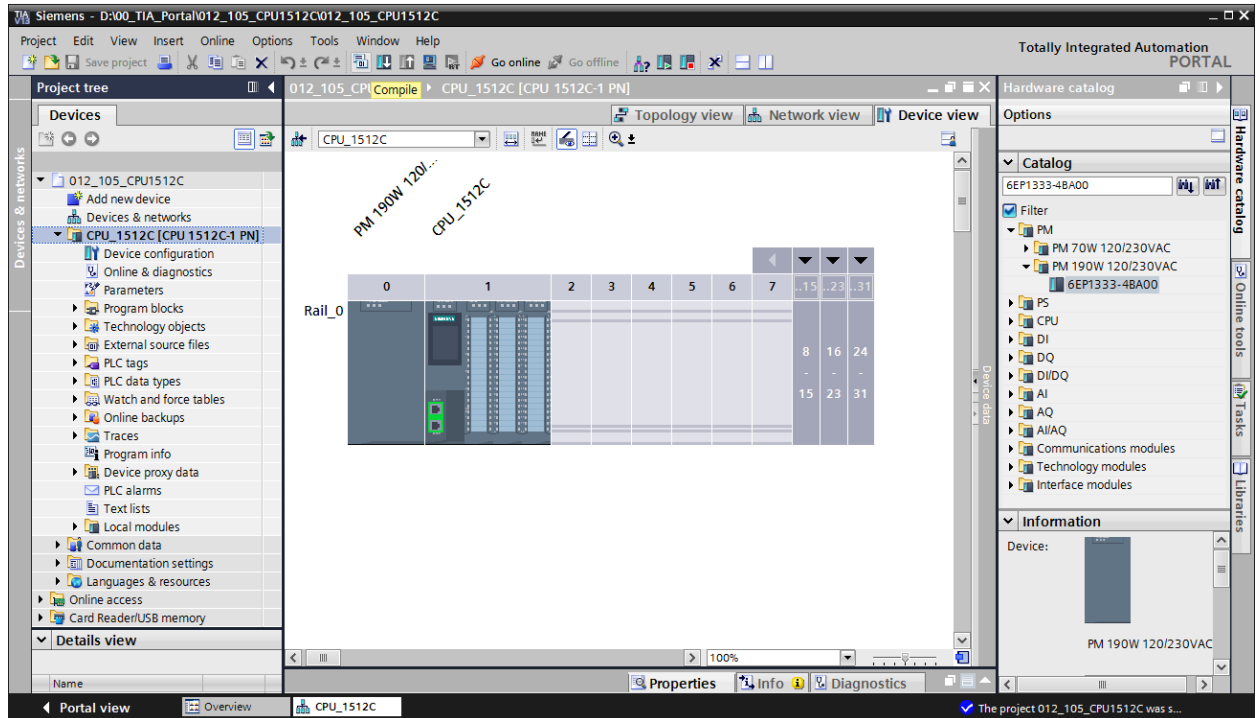 Siemens - D:\00_TIA_Portal\012_105_CPU1512C\012_105_CPU1512C
Project Edit View Insert Online Options Tools Window Help
Save project
Go online
Go offline
Totally Integrated Automation
PORTAL
Project tree
Devices
Devices & networks
012_105_CPU1512C
Add new device
Devices & networks
CPU_1512C [CPU 1512C-1 PN]
Device configuration
Online & diagnostics
Parameters
Program blocks
Technology objects
External source files
PLC tags
PLC data types
Watch and force tables
Online backups
Traces
Program info
Device proxy data
PLC alarms
Text lists
Local modules
Common data
Documentation settings
Languages & resources
Online access
Card Reader/USB memory
Details view
Name
012_105_CPU
Compile
CPU_1512C [CPU 1512C-1 PN]
Topology view
Network view
Device view
CPU_1512C
PM 190W 120/...
CPU_1512C
0 1 2 3 4 5 6 7 ..15 ..23 ..31
Rail_0
SIEMENS
8 16 24
- - -
15 23 31
Device data
100%
Properties
Info
Diagnostics
Hardware catalog
Options
Catalog
6EP1333-4BA00
Filter
PM
PM 70W 120/230VAC
PM 190W 120/230VAC
6EP1333-4BA00
PS
CPU
DI
DQ
DI/DQ
AI
AQ
AI/AQ
Communications modules
Technology modules
Interface modules
Information
Device:
PM 190W 120/230VAC
Hardware catalog
Online tools
Tasks
Libraries
Portal view
Overview
CPU_1512C
The project 012_105_CPU1512C was s...